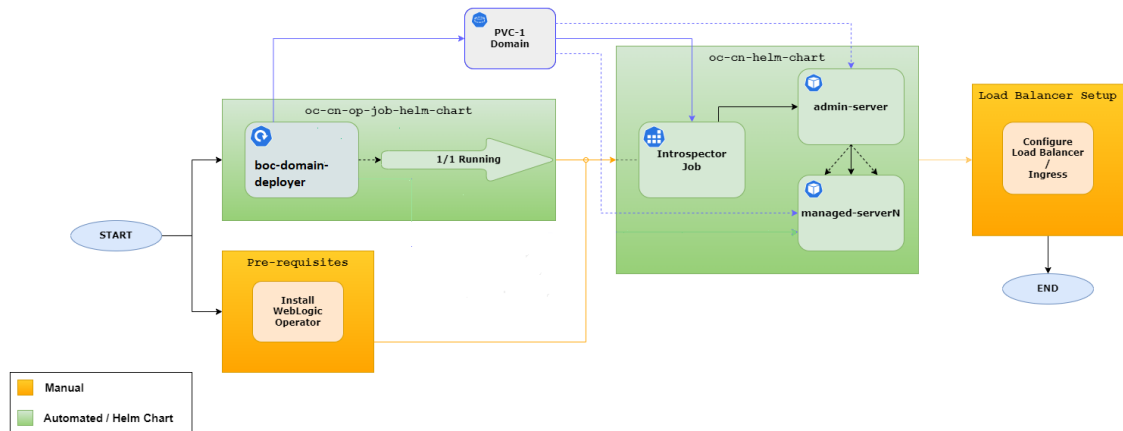 PVC-1
Domain
oc-cn-op-job-helm-chart
boc-domain-
deployer
1/1 Running
oc-cn-helm-chart
admin-server
Introspector
Job
managed-serverN
Load Balancer Setup
Configure
Load Balancer
/
Ingress
START
Pre-requisites
Install
WebLogic
Operator
END
Manual
Automated / Helm Chart